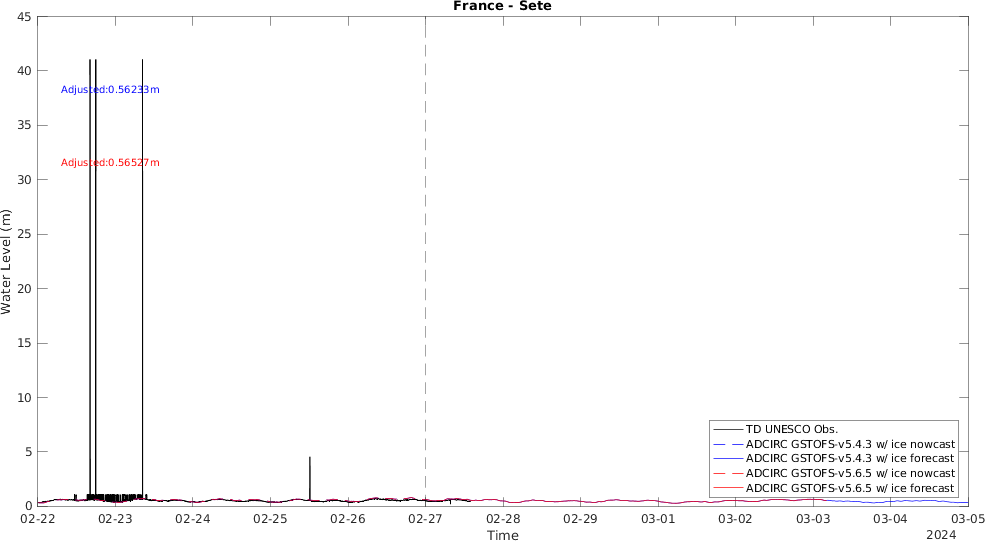 France - Sete
45
40
35
30
25
20
15
10
5
0
Water Level (m)
Adjusted:0.56233m
Adjusted:0.56527m
TD UNESCO Obs.
ADCIRC GSTOFS-v5.4.3 w/ ice nowcast
ADCIRC GSTOFS-v5.4.3 w/ ice forecast
ADCIRC GSTOFS-v5.6.5 w/ ice nowcast
ADCIRC GSTOFS-v5.6.5 w/ ice forecast
02-22 02-23 02-24 02-25 02-26 02-27 02-28 02-29 03-01 03-02 03-03 03-04 03-05
Time
2024